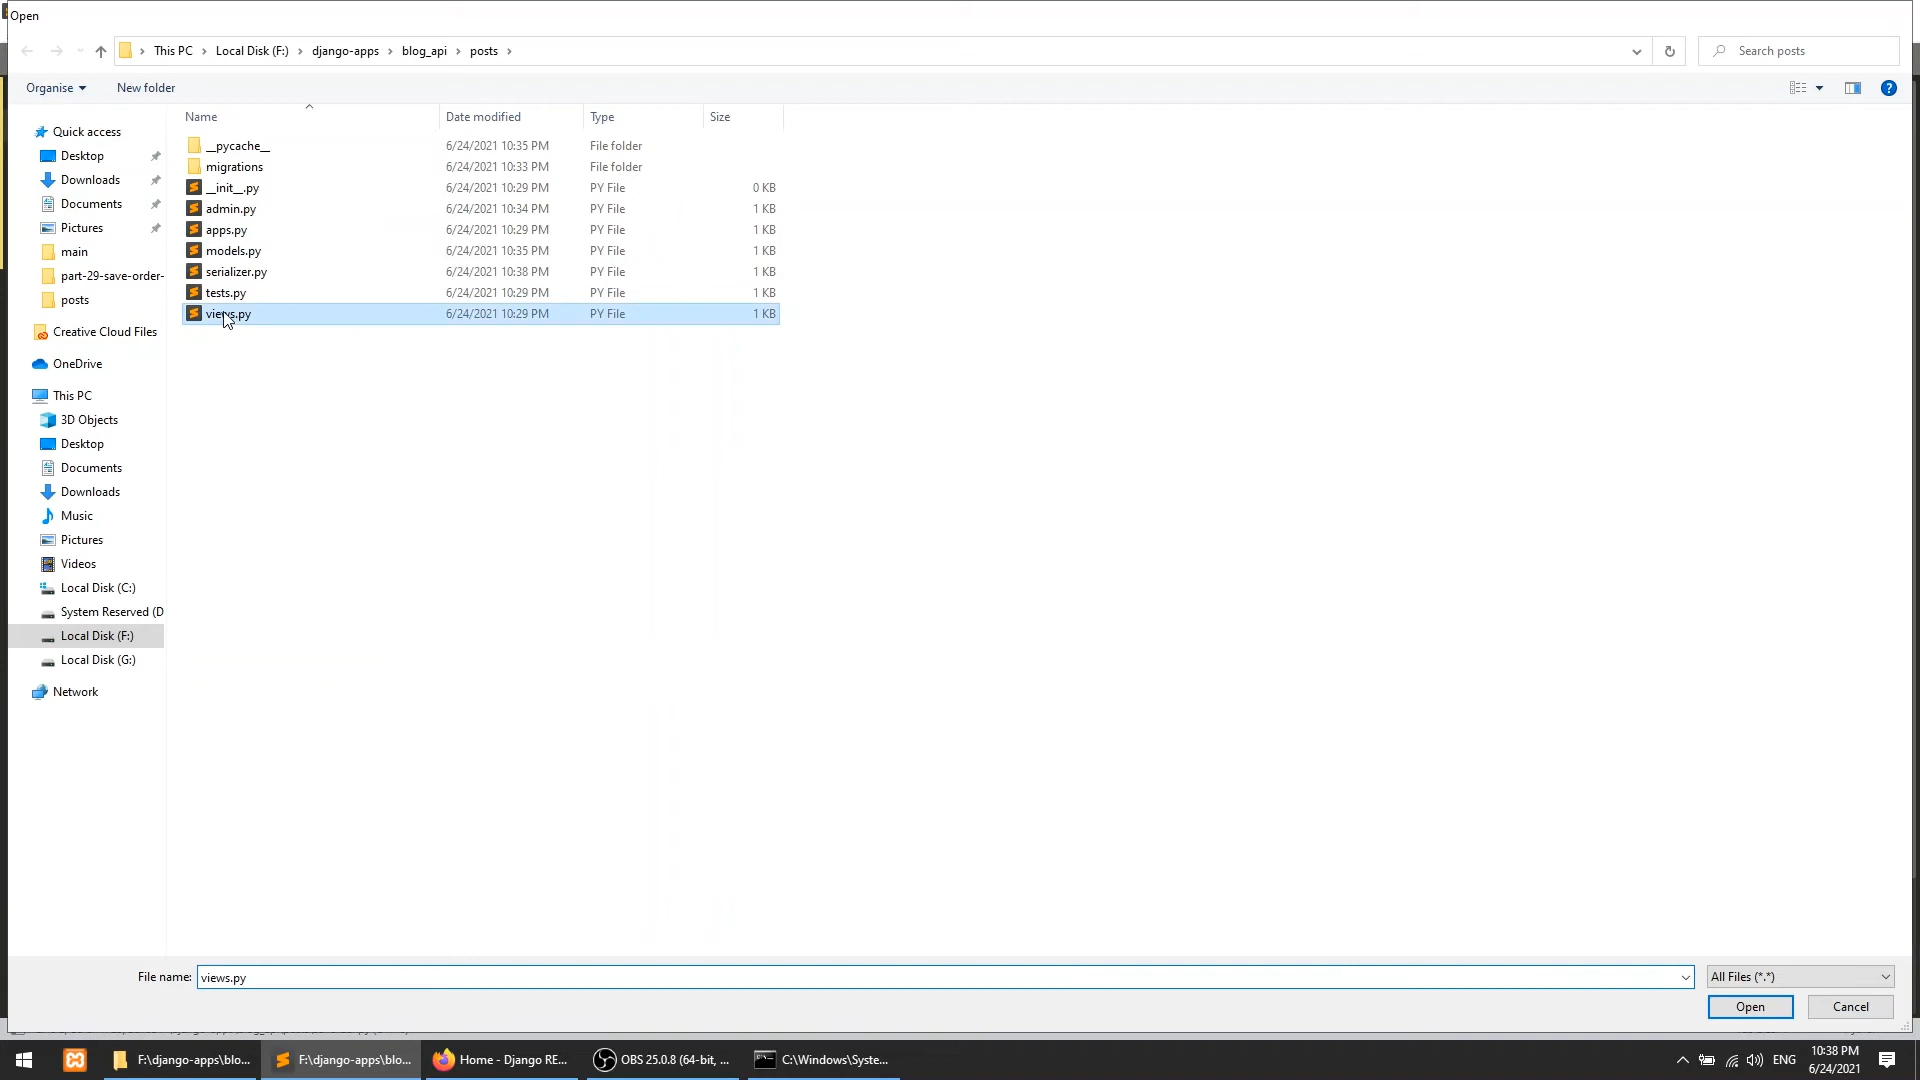 Open
This PC > Local Disk (F:) > django-apps > blog_api > posts >
Search posts
Organise
New folder
Name
Date modified
Type
Size
__pycache__ 6/24/2021 10:35 PM File folder
migrations 6/24/2021 10:33 PM File folder
__init__.py 6/24/2021 10:29 PM PY File 0 KB
admin.py 6/24/2021 10:34 PM PY File 1 KB
apps.py 6/24/2021 10:29 PM PY File 1 KB
models.py 6/24/2021 10:35 PM PY File 1 KB
serializer.py 6/24/2021 10:38 PM PY File 1 KB
tests.py 6/24/2021 10:29 PM PY File 1 KB
views.py 6/24/2021 10:29 PM PY File 1 KB
Quick access
Desktop
Downloads
Documents
Pictures
main
part-29-save-order-
posts
Creative Cloud Files
OneDrive
This PC
3D Objects
Desktop
Documents
Downloads
Music
Pictures
Videos
Local Disk (C:)
System Reserved (D
Local Disk (F:)
Local Disk (G:)
Network
File name: views.py
All Files (*.*)
Open
Cancel
F:\django-apps\blo...
F:\django-apps\blo...
Home - Django RE...
OBS 25.0.8 (64-bit, ...
C:\Windows\Syste...
ENG
10:38 PM
6/24/2021